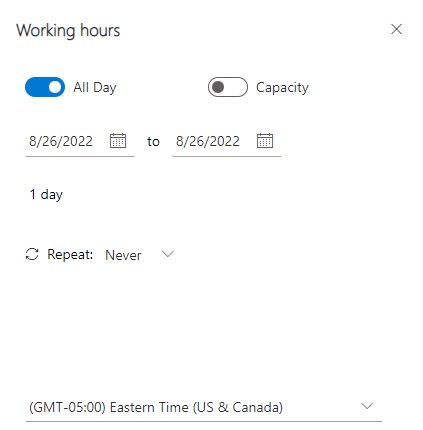 Working hours
All Day Capacity
8/26/2022 to 8/26/2022
1 day
Repeat: Never
(GMT-05:00) Eastern Time (US & Canada)